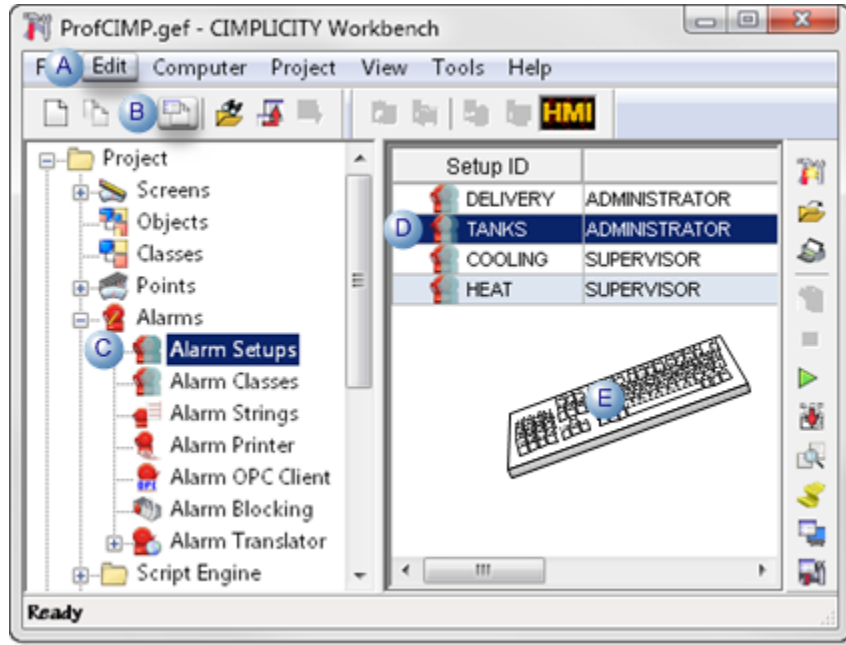 ProfCIMP.gef - CIMPLICITY Workbench
F A Edit Computer Project View Tools Help
B HMI
Project
Screens
Objects
Classes
Points
Alarms
C Alarm Setups
Alarm Classes
Alarm Strings
Alarm Printer
OPC Alarm OPC Client
Alarm Blocking
Alarm Translator
Script Engine
Setup ID
DELIVERY ADMINISTRATOR
D TANKS ADMINISTRATOR
COOLING SUPERVISOR
HEAT SUPERVISOR
E
Ready